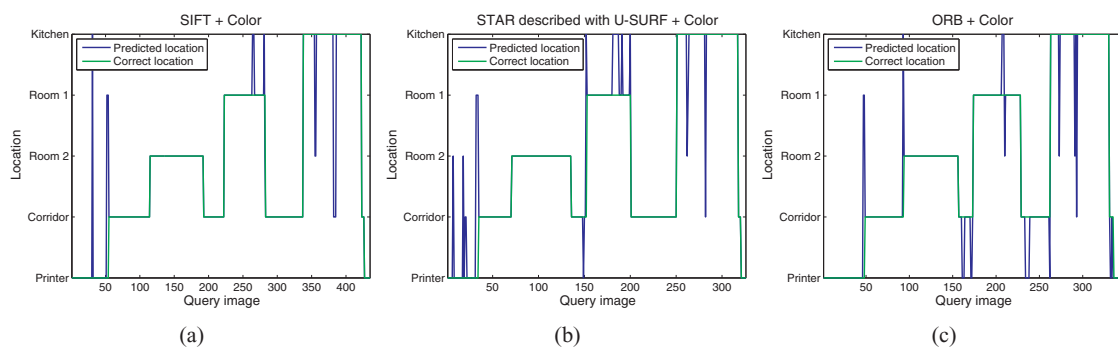 SIFT + Color
Kitchen
Room 1
Room 2
Corridor
Printer
Location
Predicted location
Correct location
50 100 150 200 250 300 350 400
Query image
(a)
STAR described with U-SURF + Color
Kitchen
Room 1
Room 2
Corridor
Printer
Location
Predicted location
Correct location
50 100 150 200 250 300
Query image
(b)
ORB + Color
Kitchen
Room 1
Room 2
Corridor
Printer
Location
Predicted location
Correct location
50 100 150 200 250 300
Query image
(c)